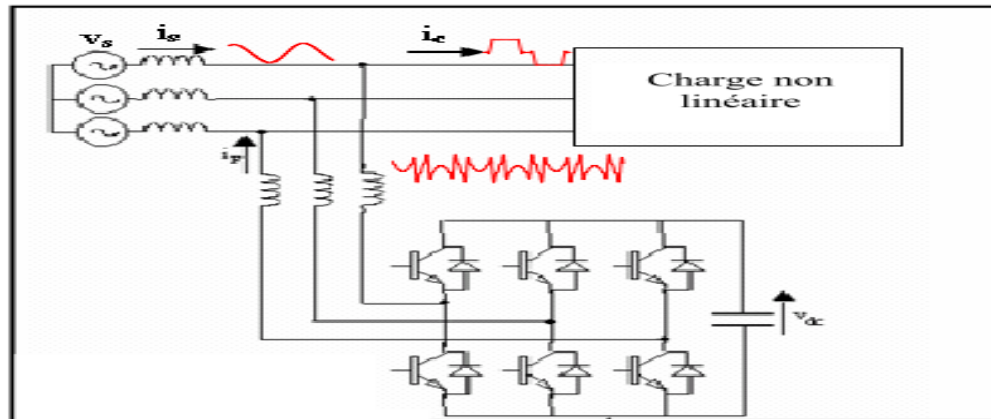 vs
is
ic
Charge non
linéaire
iF
vdc